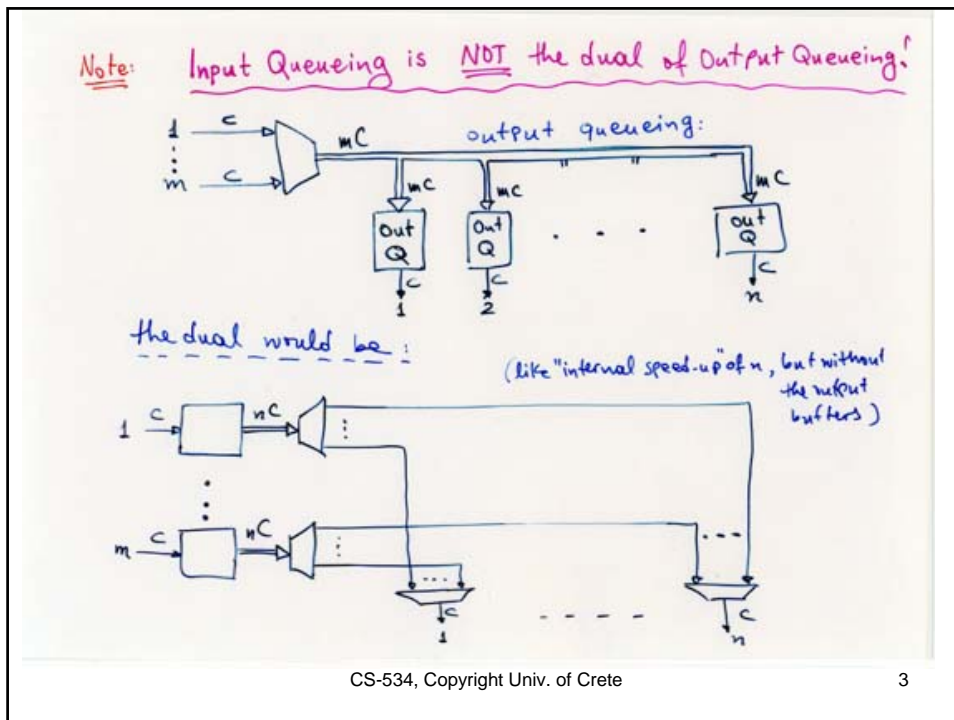 Note: Input Queueing is NOT the dual of Output Queueing!
1 C mC output queueing:
m C " "
mC mC mC
Out Q Out Q . . . Out Q
C C C
1 2 n
the dual would be:
(like "internal speed-up" of n, but without
the output
buffers)
1 C nC
m C nC
C C
1 n
CS-534, Copyright Univ. of Crete 3